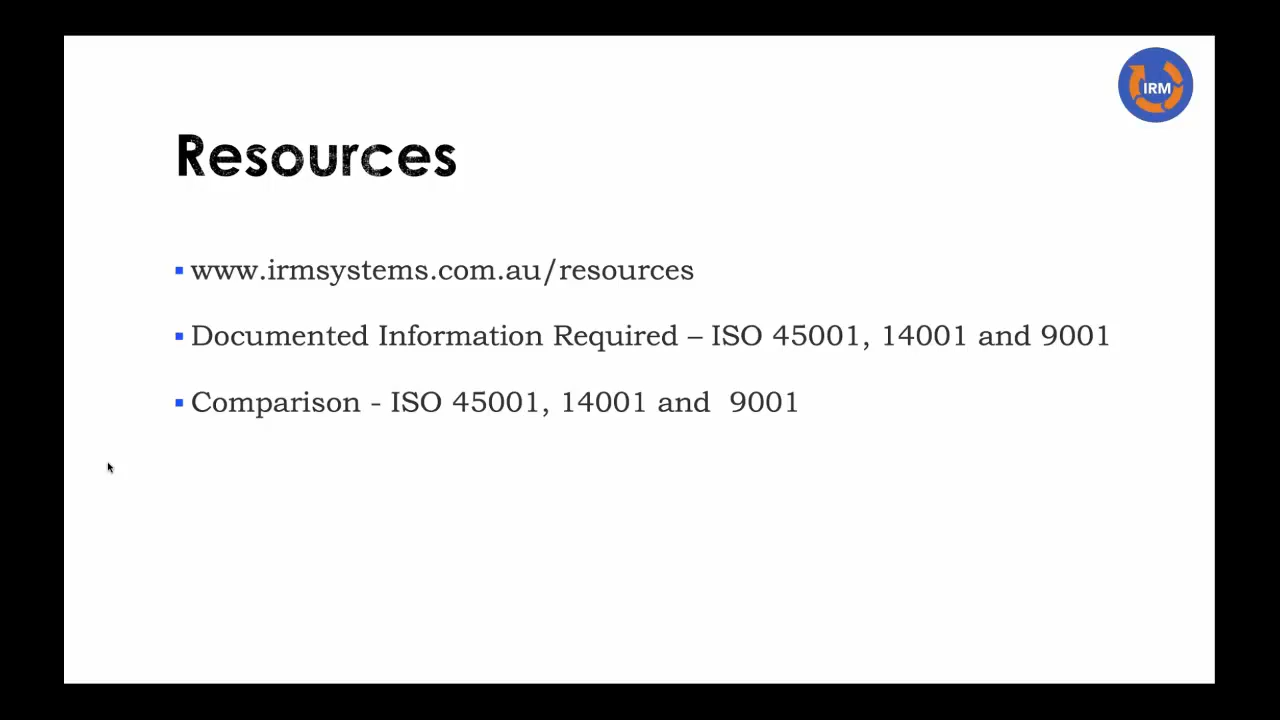 IRM
Resources
www.irmsystems.com.au/resources
Documented Information Required – ISO 45001, 14001 and 9001
Comparison - ISO 45001, 14001 and  9001